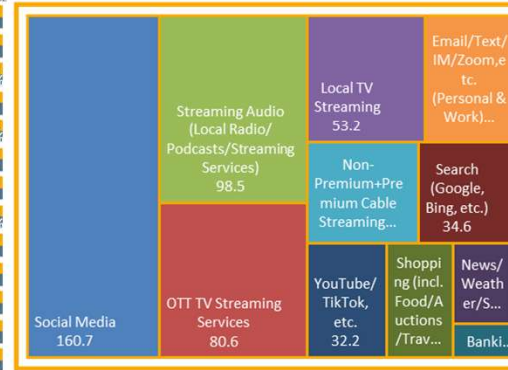 Social Media
160.7
Streaming Audio
(Local Radio/
Podcasts/Streaming
Services)
98.5
OTT TV Streaming
Services
80.6
Local TV
Streaming
53.2
Email/Text/
IM/Zoom,e
tc.
(Personal &
Work)...
Non-
Premium+Pre
mium Cable
Streaming...
Search
(Google,
Bing, etc.)
34.6
YouTube/
TikTok,
etc.
32.2
Shoppi
ng (incl.
Food/A
uctions
/Trav...
News/
Weath
er/S...
Banki..